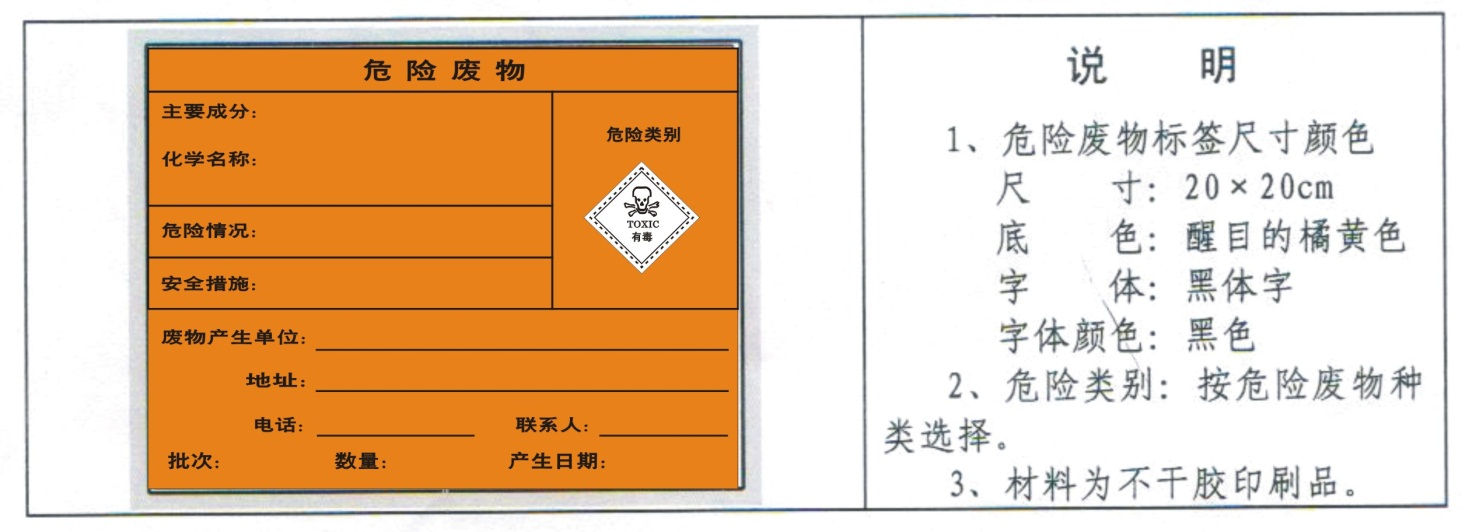 危险废物
主要成分：
化学名称：
危险类别
TOXIC
有毒
危险情况：
安全措施：
废物产生单位：
地址：
电话： 联系人：
批次： 数量： 产生日期：
说 明
1、危险废物标签尺寸颜色
尺 寸：20×20cm
底 色：醒目的橘黄色
字 体：黑体字
字体颜色：黑色
2、危险类别：按危险废物种
类选择。
3、材料为不干胶印刷品。